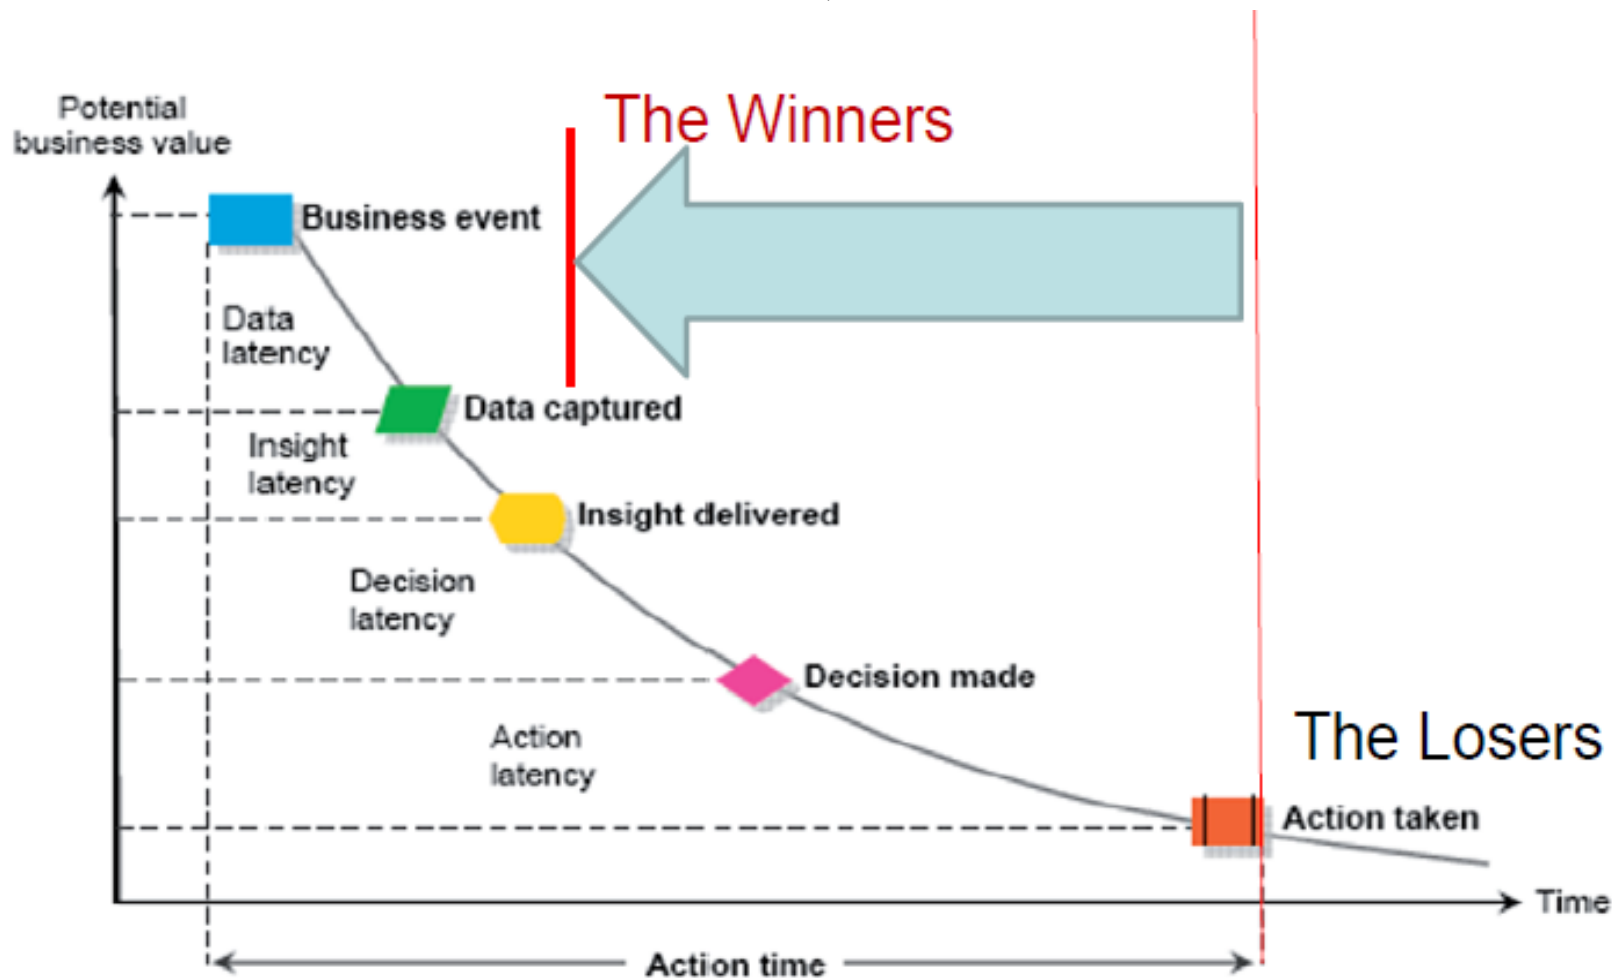 Potential
business value
The Winners
Business event
Data
latency
Data captured
Insight
latency
Insight delivered
Decision
latency
Decision made
Action
latency
The Losers
Action taken
Time
Action time